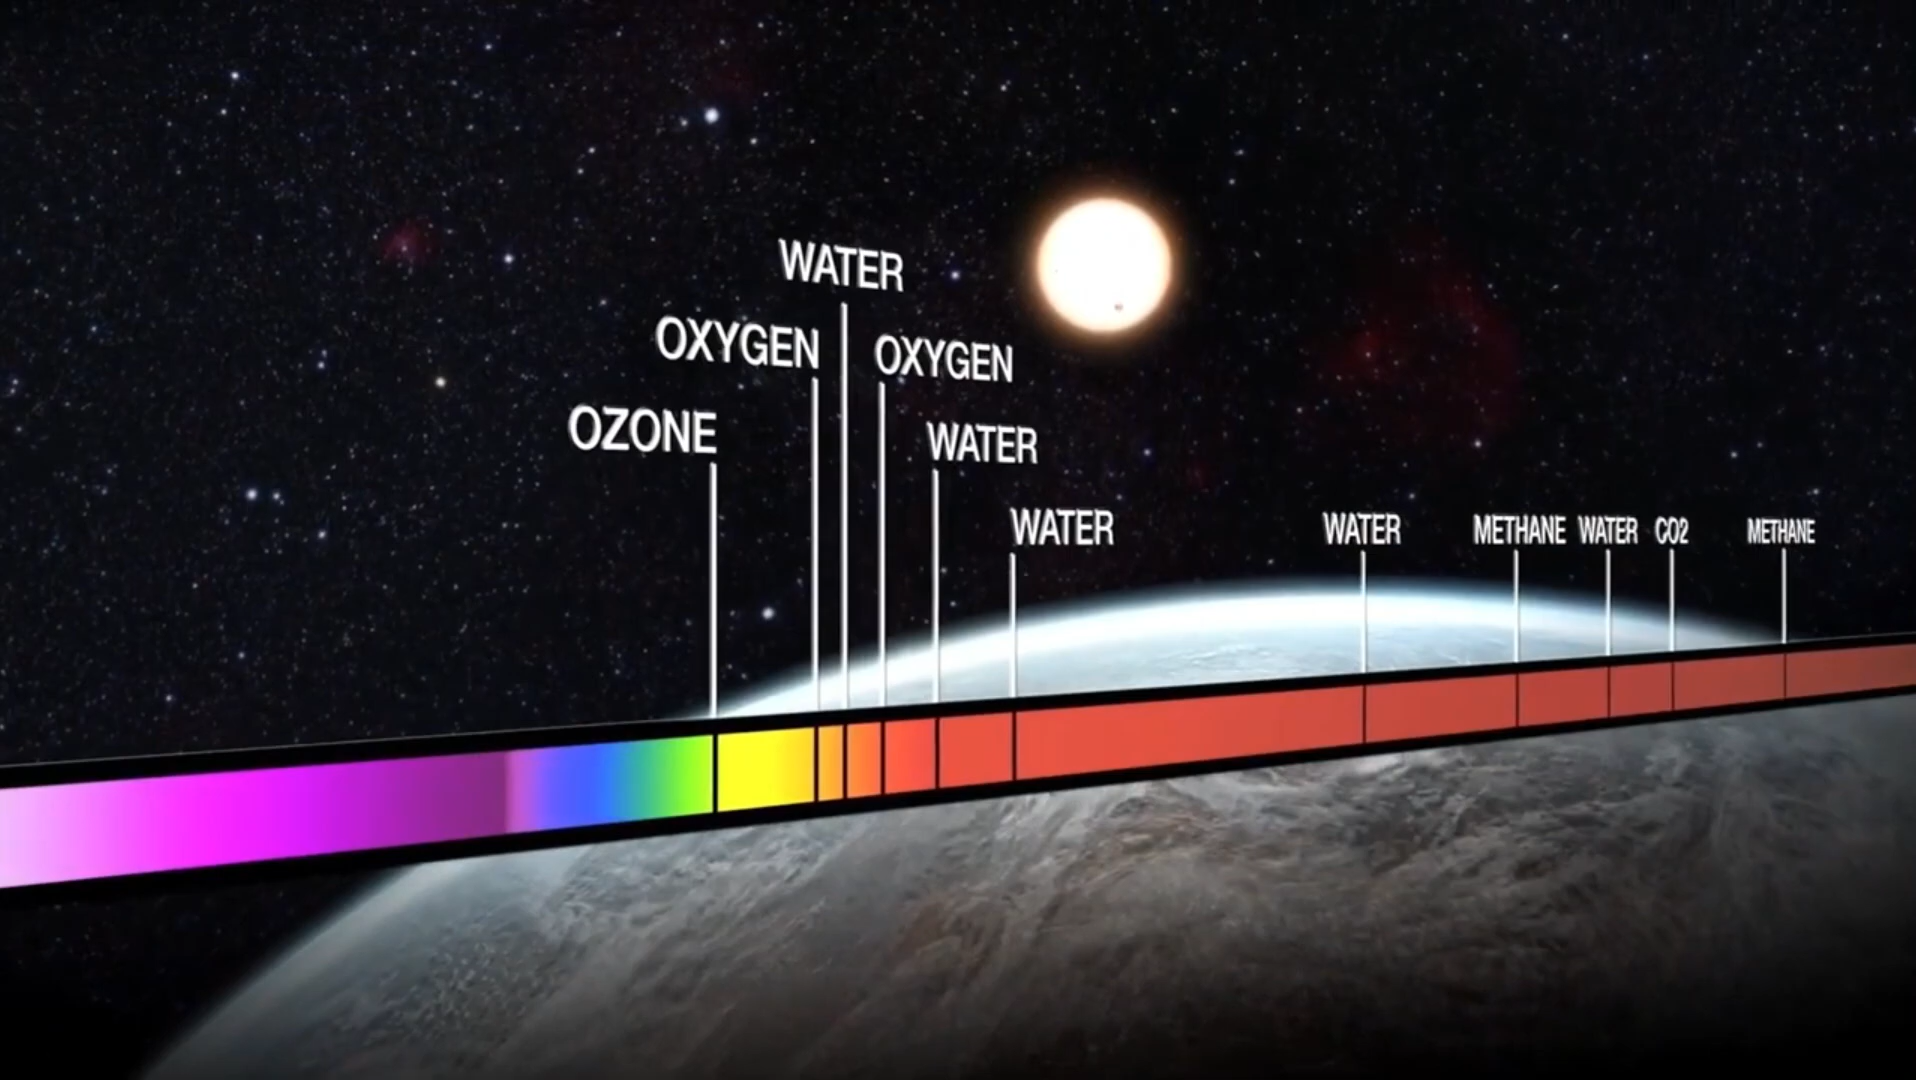 WATER
OXYGEN
OXYGEN
OZONE
WATER
WATER
WATER
METHANE
WATER
CO2
METHANE